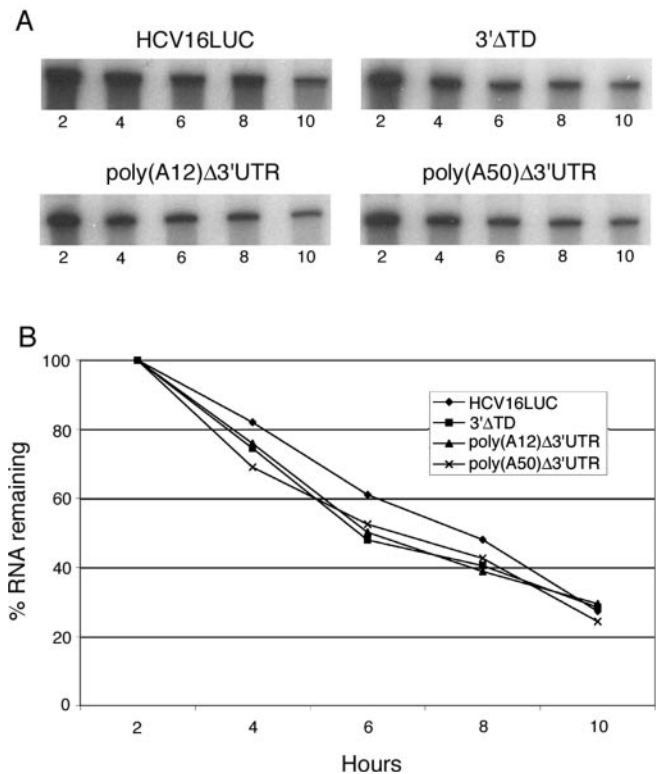 A
HCV16LUC
3'ΔTD
2 4 6 8 10
2 4 6 8 10
poly(A12)Δ3'UTR
poly(A50)Δ3'UTR
2 4 6 8 10
2 4 6 8 10
B
% RNA remaining
100
80
60
40
20
0
HCV16LUC
3'ΔTD
poly(A12)Δ3'UTR
poly(A50)Δ3'UTR
2 4 6 8 10
Hours